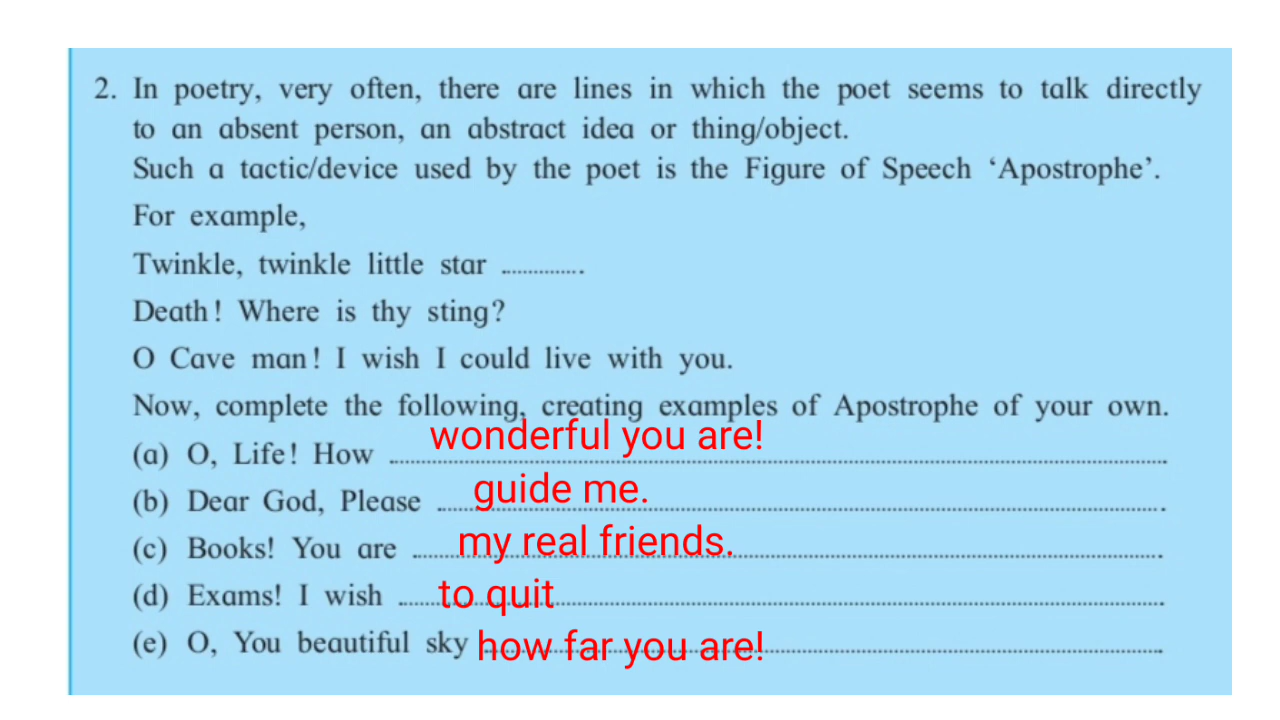 2. In poetry, very often, there are lines in which the poet seems to talk directly
to an absent person, an abstract idea or thing/object.
Such a tactic/device used by the poet is the Figure of Speech ‘Apostrophe’.
For example,
Twinkle, twinkle little star ..............
Death! Where is thy sting?
O Cave man! I wish I could live with you.
Now, complete the following, creating examples of Apostrophe of your own.
(a) O, Life! How wonderful you are!
(b) Dear God, Please guide me.
(c) Books! You are my real friends.
(d) Exams! I wish to quit
(e) O, You beautiful sky how far you are!